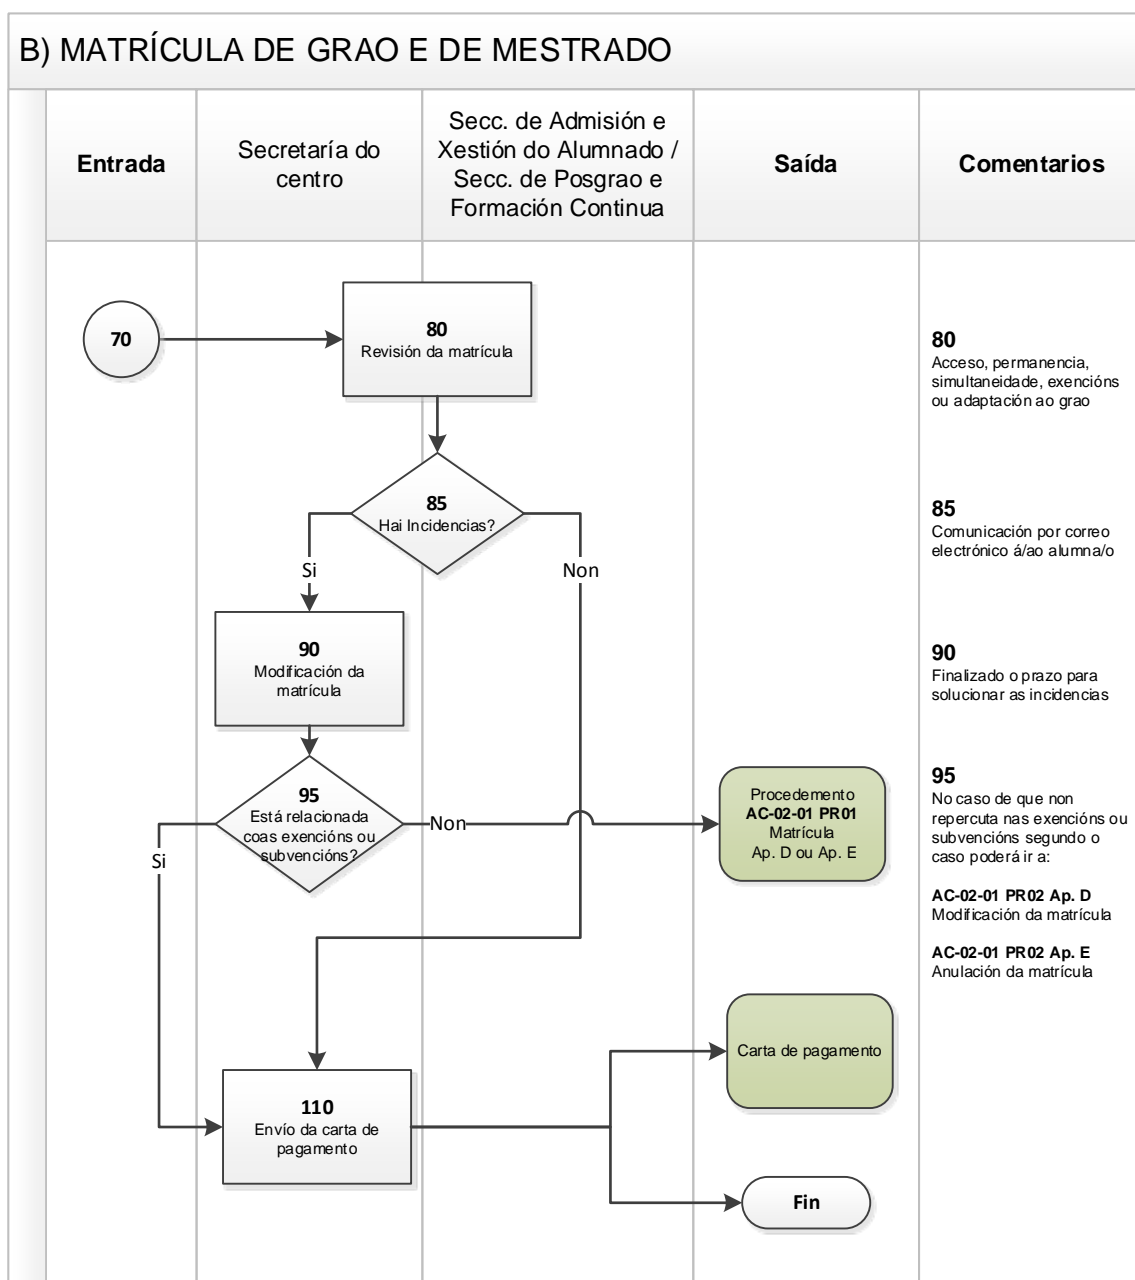 B) MATRÍCULA DE GRAO E DE MESTRADO
Entrada
Secretaría do
centro
Secc. de Admisión e
Xestión do Alumnado /
Secc. de Posgrao e
Formación Continua
Saída
Comentarios
70
80
Revisión da matrícula
80
Acceso, permanencia,
simultaneidade, exencións
ou adaptación ao grao
85
Hai Incidencias?
85
Comunicación por correo
electrónico á/ao alumna/o
Si
Non
90
Modificación da
matrícula
90
Finalizado o prazo para
solucionar as incidencias
95
Está relacionada
coas exencións ou
subvencións?
Non
Si
Procedemento
AC-02-01 PR01
Matrícula
Ap. D ou Ap. E
95
No caso de que non
repercuta nas exencións ou
subvencións segundo o
caso poderá ir a:
AC-02-01 PR02 Ap. D
Modificación da matrícula
AC-02-01 PR02 Ap. E
Anulación da matrícula
Carta de pagamento
110
Envío da carta de
pagamento
Fin